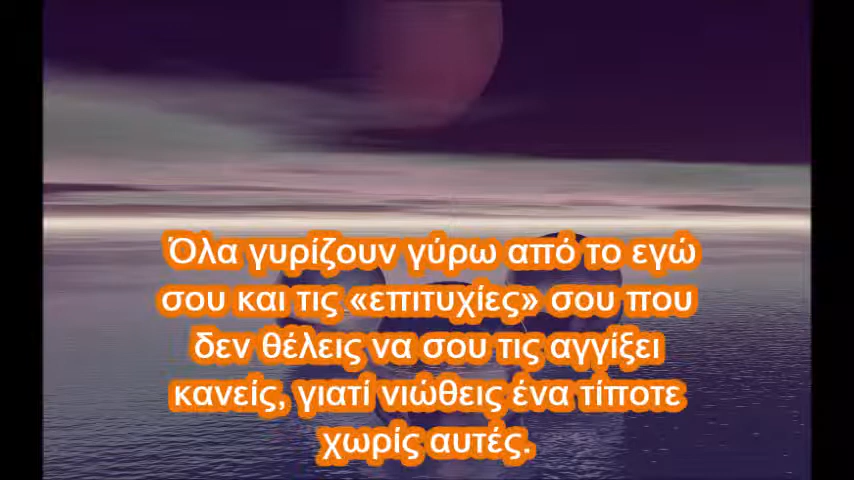 Όλα γυρίζουν γύρω από το εγώ
σου και τις «επιτυχίες» σου που
δεν θέλεις να σου τις αγγίξει
κανείς, γιατί νιώθεις ένα τίποτε
χωρίς αυτές.